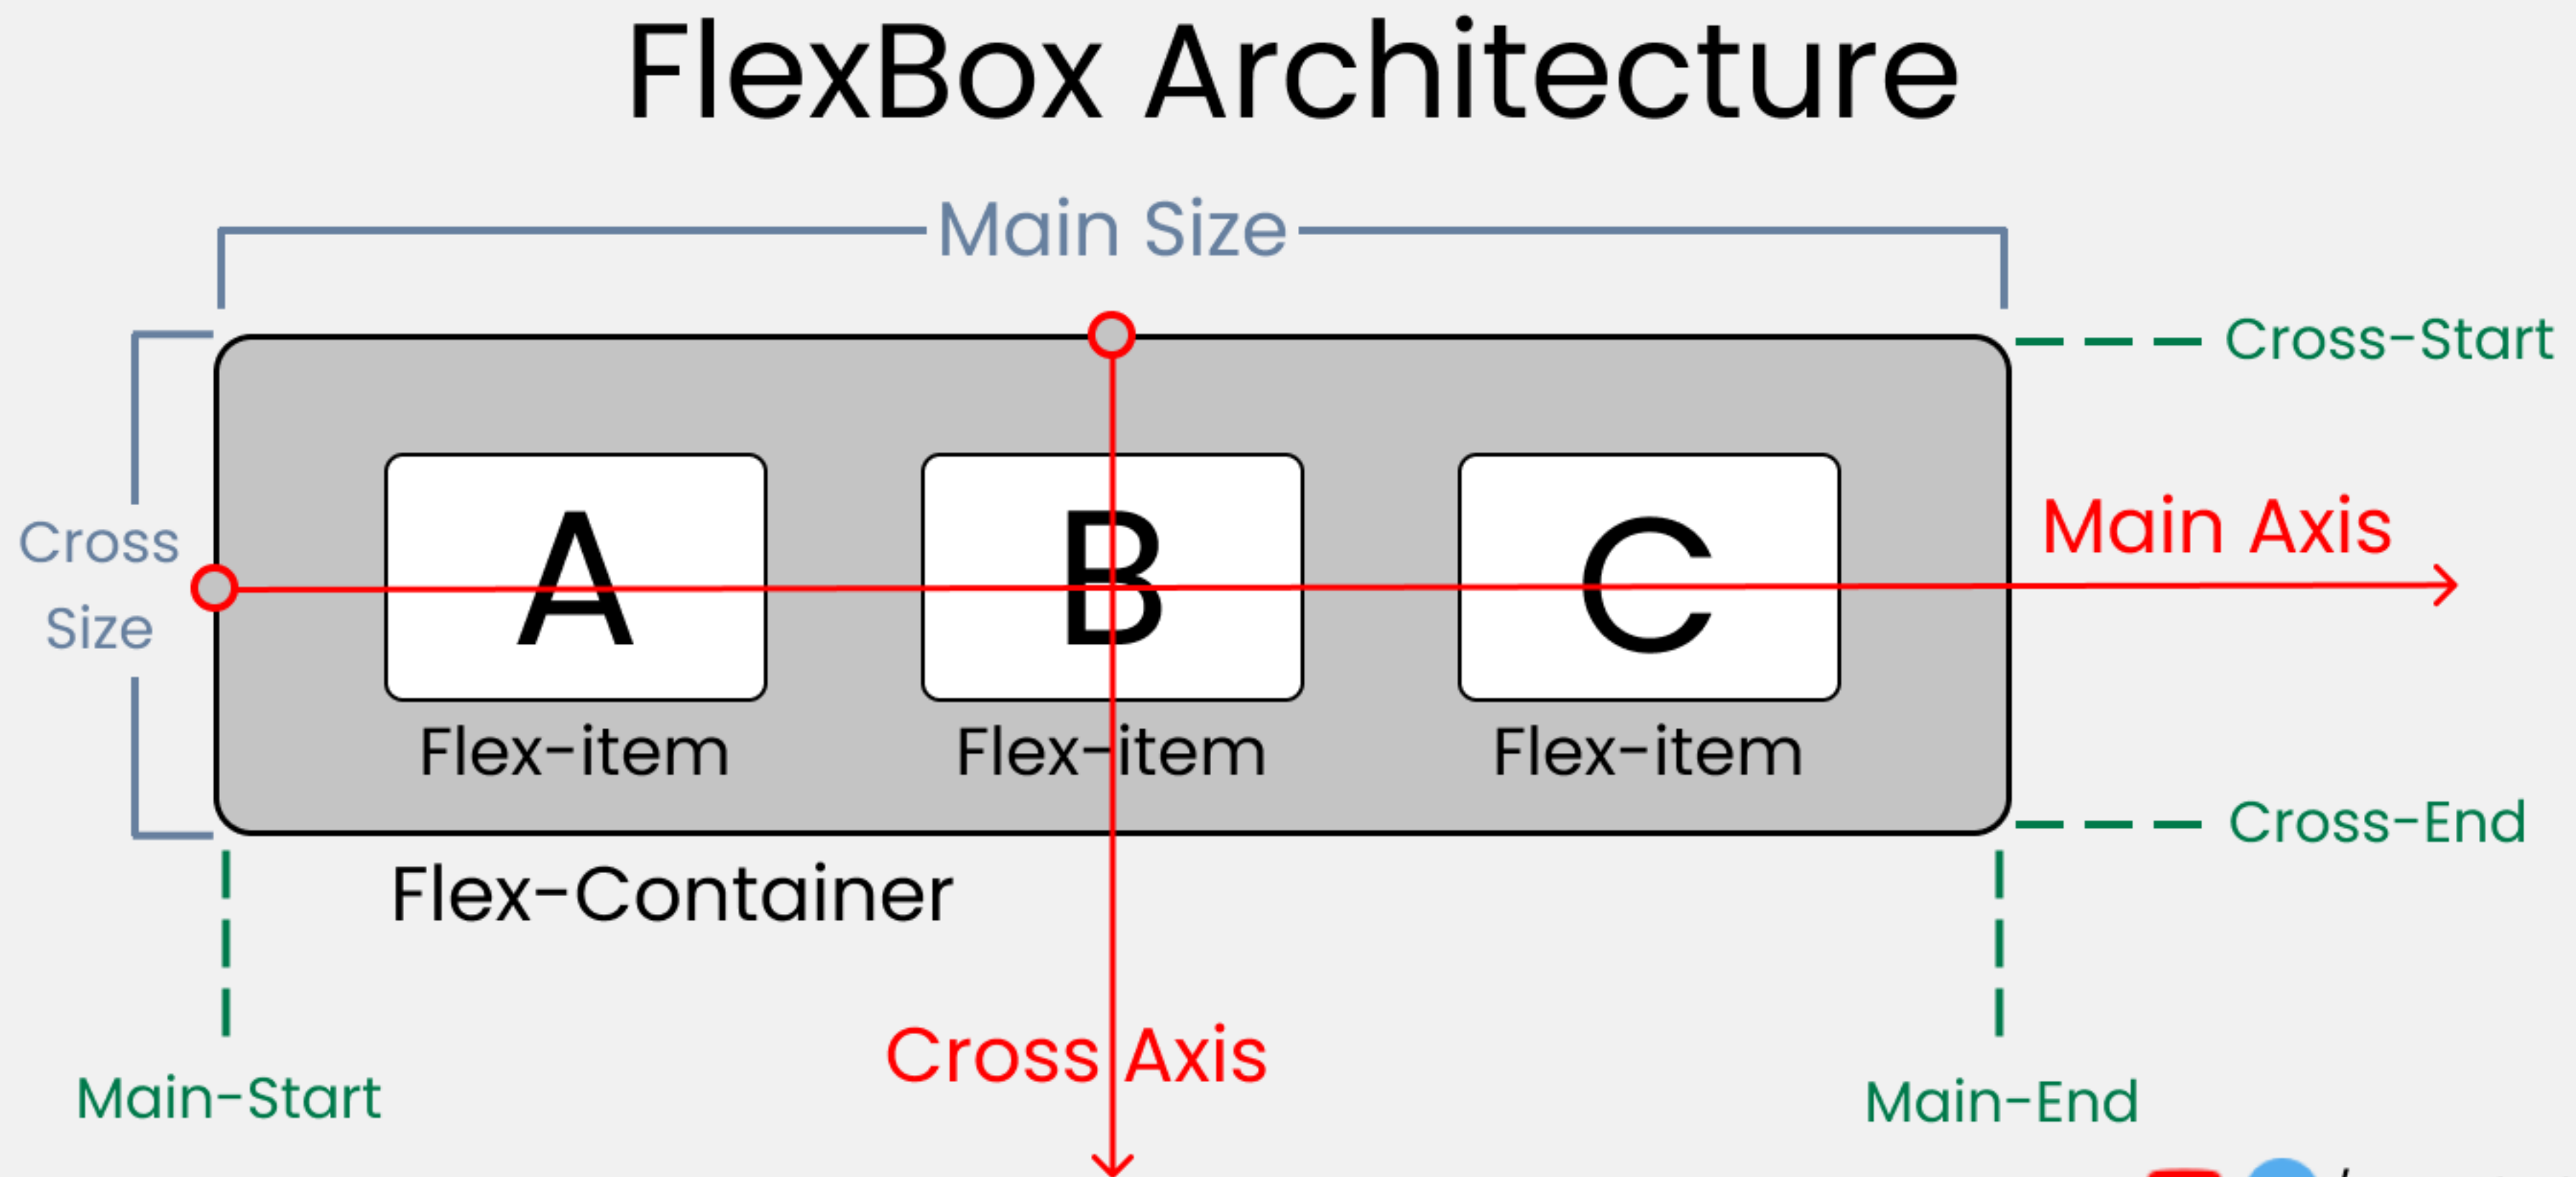 FlexBox Architecture
Main Size
Cross-Start
Main Axis
Cross
Size
A
B
C
Flex-item
Flex-item
Flex-item
Cross-End
Flex-Container
Cross Axis
Main-Start
Main-End